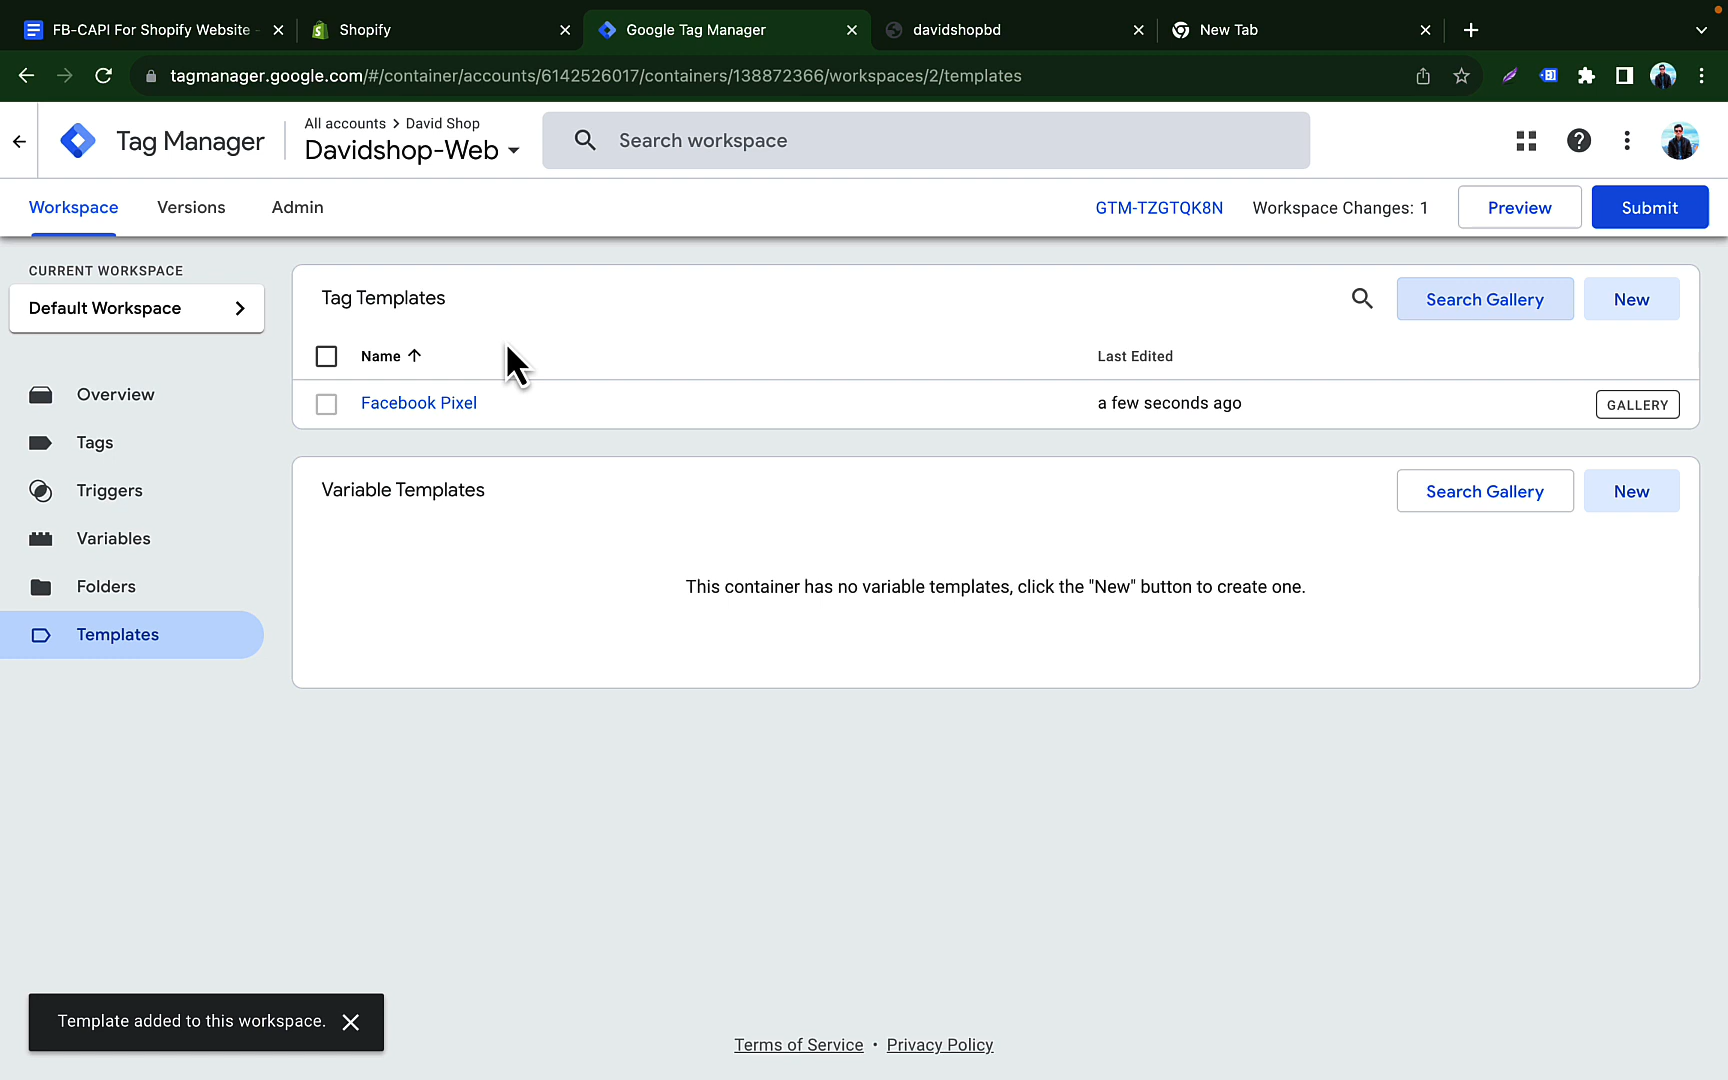 FB-CAPI For Shopify Website -
Shopify
Google Tag Manager
davidshopbd
New Tab
tagmanager.google.com/#/container/accounts/6142526017/containers/138872366/workspaces/2/templates
Tag Manager
All accounts > David Shop
Davidshop-Web
Search workspace
Workspace
Versions
Admin
GTM-TZGTQK8N
Workspace Changes: 1
Preview
Submit
CURRENT WORKSPACE
Default Workspace
Overview
Tags
Triggers
Variables
Folders
Templates
Tag Templates
Search Gallery
New
Name
Last Edited
Facebook Pixel
a few seconds ago
GALLERY
Variable Templates
Search Gallery
New
This container has no variable templates, click the "New" button to create one.
Template added to this workspace.
Terms of Service • Privacy Policy